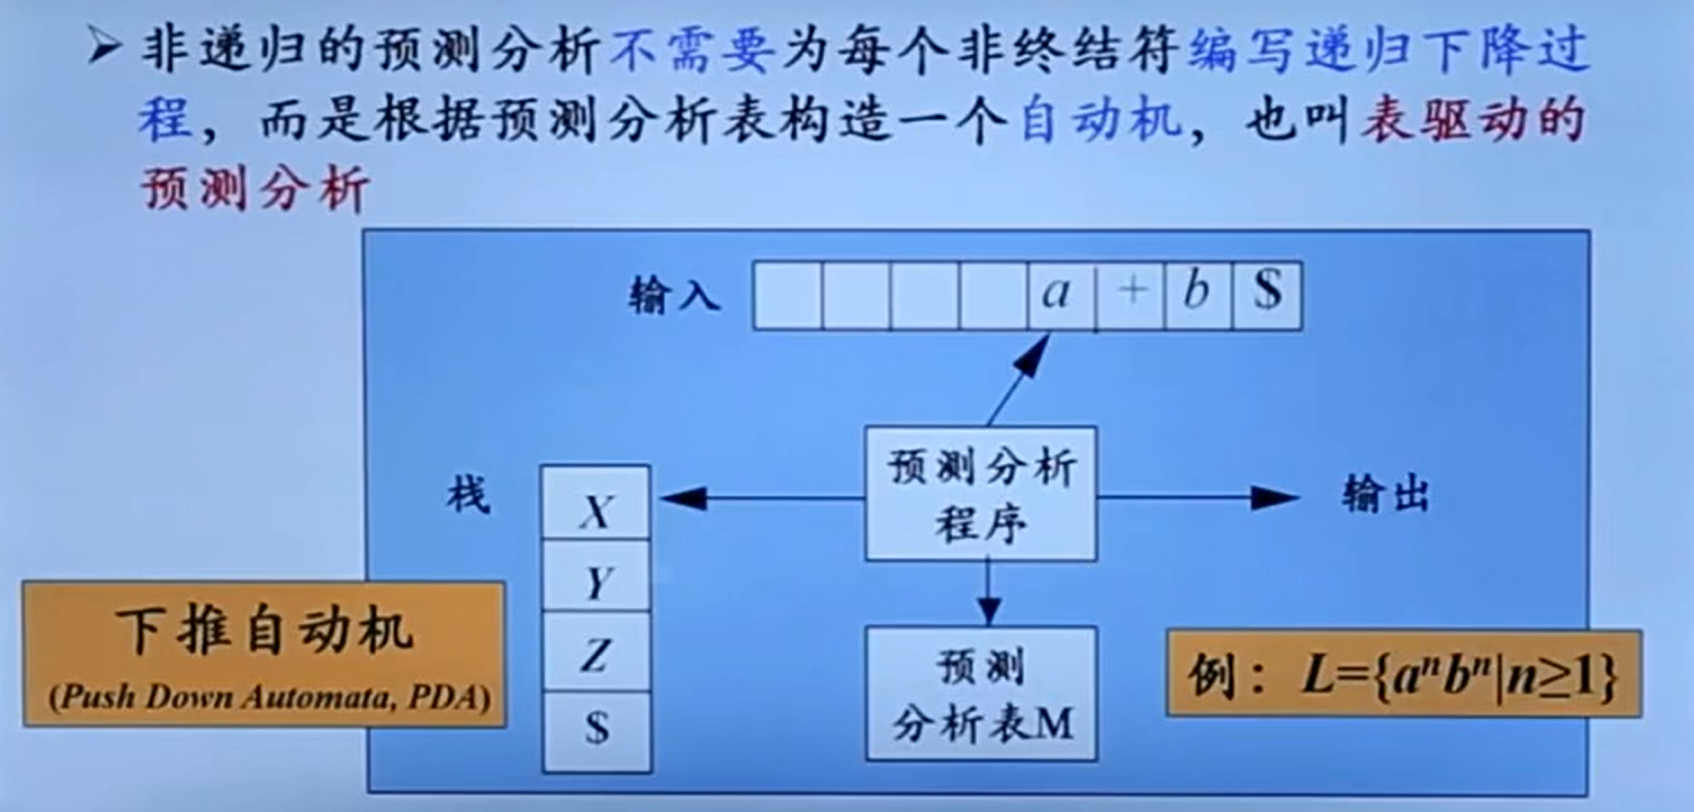 ➢ 非递归的预测分析不需要为每个非终结符编写递归下降过
程，而是根据预测分析表构造一个自动机，也叫表驱动的
预测分析
输入 a + b $
栈
X
Y
Z
$
预测分析
程序
输出
下推自动机
(Push Down Automata, PDA)
预测
分析表M
例：L={aⁿbⁿ|n≥1}